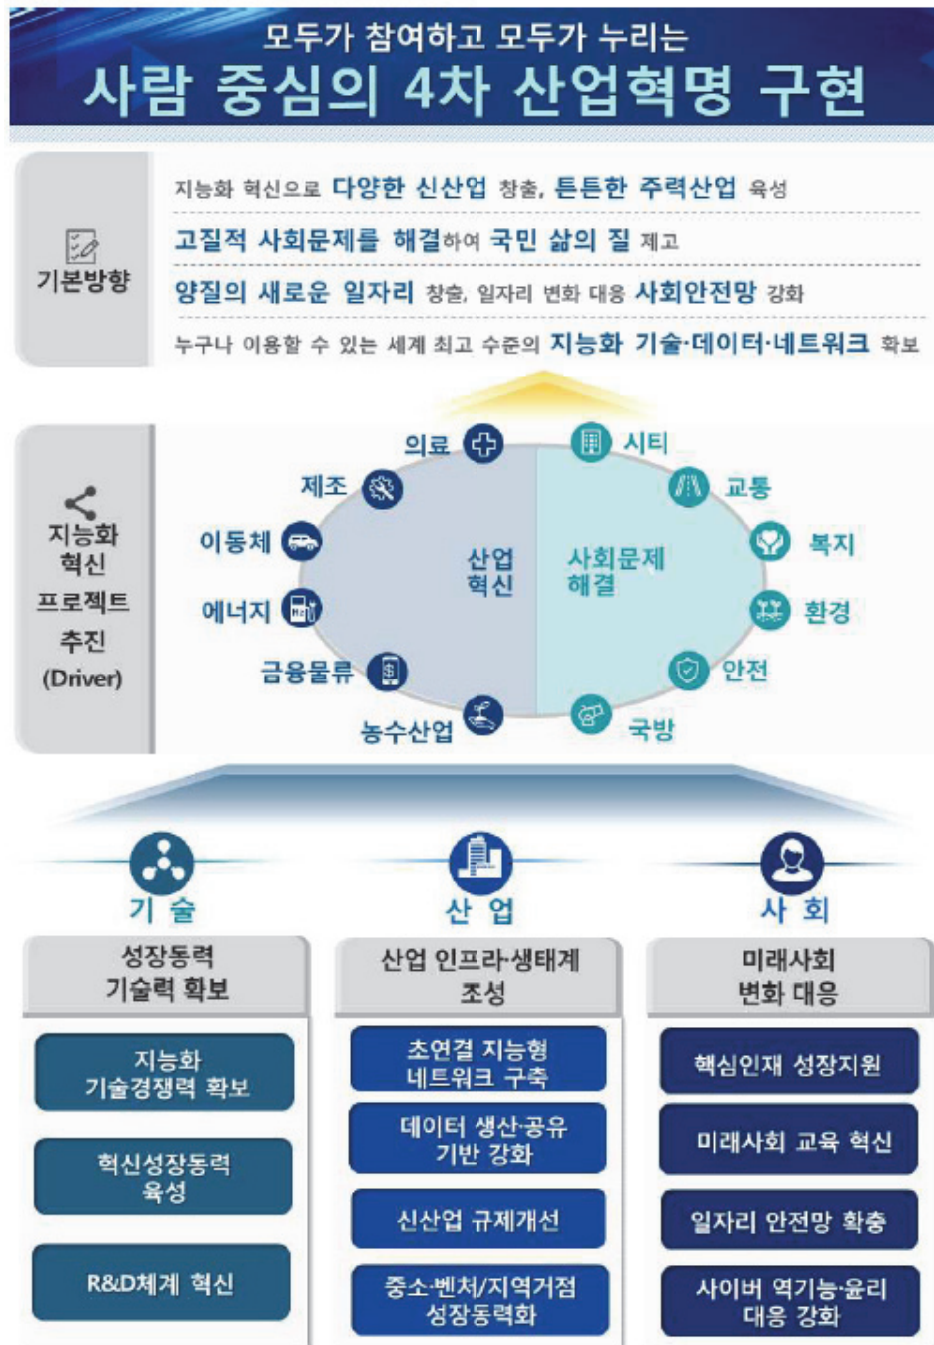 모두가 참여하고 모두가 누리는
사람 중심의 4차 산업혁명 구현
기본방향
지능화 혁신으로 다양한 신산업 창출, 튼튼한 주력산업 육성
고질적 사회문제를 해결하여 국민 삶의 질 제고
양질의 새로운 일자리 창출, 일자리 변화 대응 사회안전망 강화
누구나 이용할 수 있는 세계 최고 수준의 지능화 기술·데이터·네트워크 확보
지능화
혁신
프로젝트
추진
(Driver)
의료
제조
이동체
에너지
금융물류
농수산업
산업
혁신
사회문제
해결
시티
교통
복지
환경
안전
국방
기 술
성장동력
기술력 확보
지능화
기술경쟁력 확보
혁신성장동력
육성
R&D체계 혁신
산 업
산업 인프라·생태계
조성
초연결 지능형
네트워크 구축
데이터 생산·공유
기반 강화
신산업 규제개선
중소·벤처/지역거점
성장동력화
사 회
미래사회
변화 대응
핵심인재 성장지원
미래사회 교육 혁신
일자리 안전망 확충
사이버 역기능·윤리
대응 강화